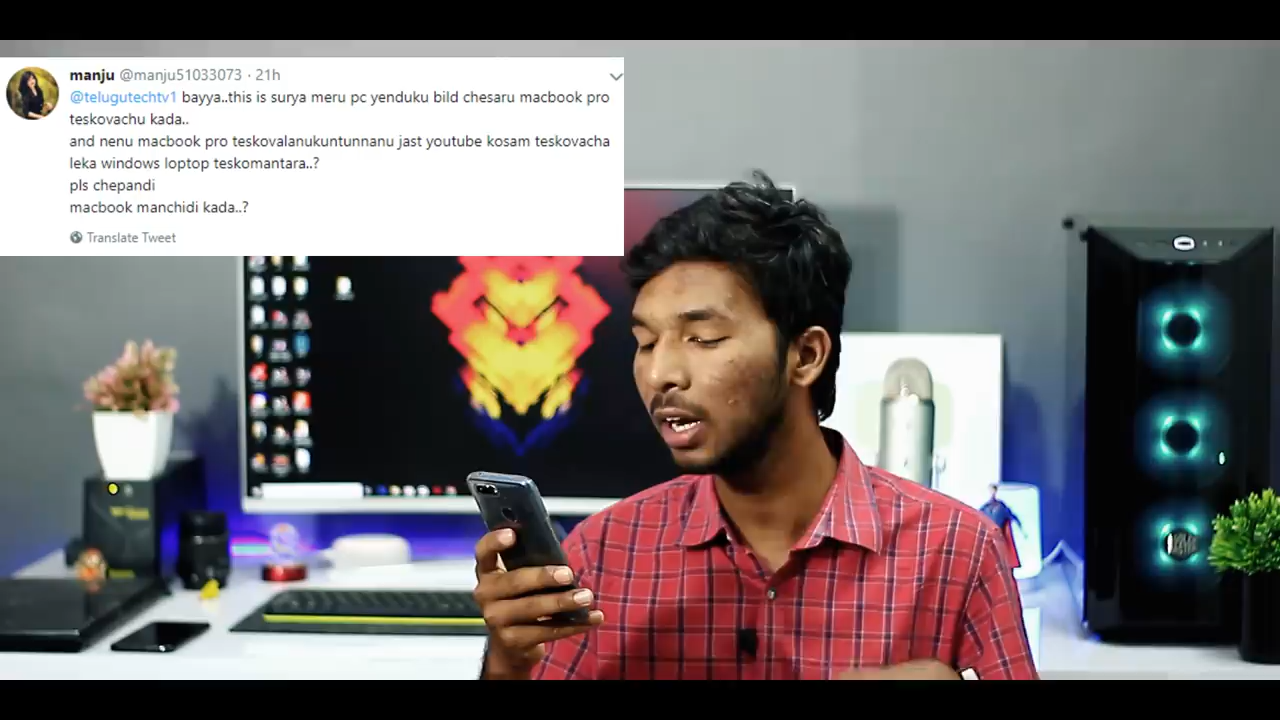 manju @manju51033073 · 21h
@telugutechtv1 bayya..this is surya meru pc yenduku bild chesaru macbook pro
teskovachu kada..
and nenu macbook pro teskovalanukuntunnanu jast youtube kosam teskovacha
leka windows loptop teskomantara..?
pls chepandi
macbook manchidi kada..?
Translate Tweet